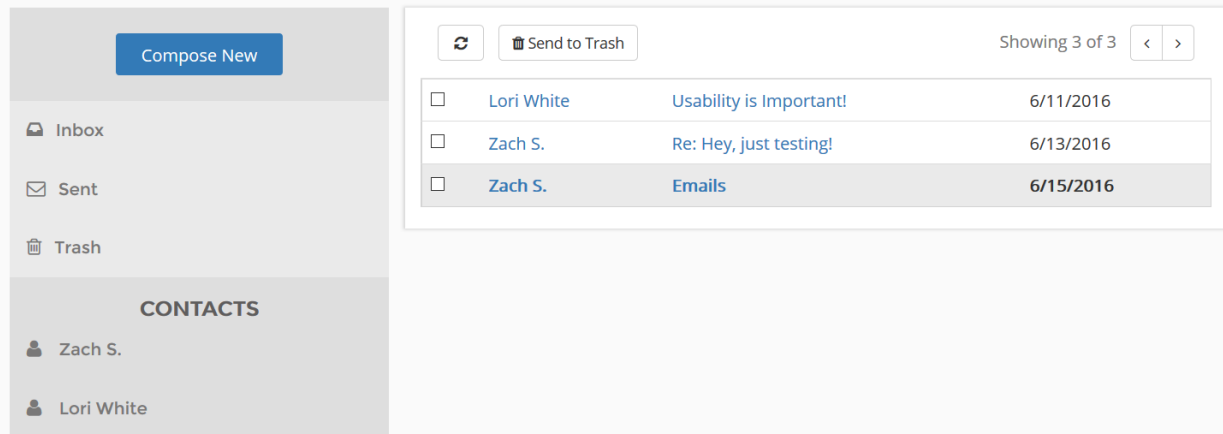 Compose New
Inbox
Sent
Trash
CONTACTS
Zach S.
Lori White
Send to Trash
Showing 3 of 3
Lori White Usability is Important! 6/11/2016
Zach S. Re: Hey, just testing! 6/13/2016
Zach S. Emails 6/15/2016